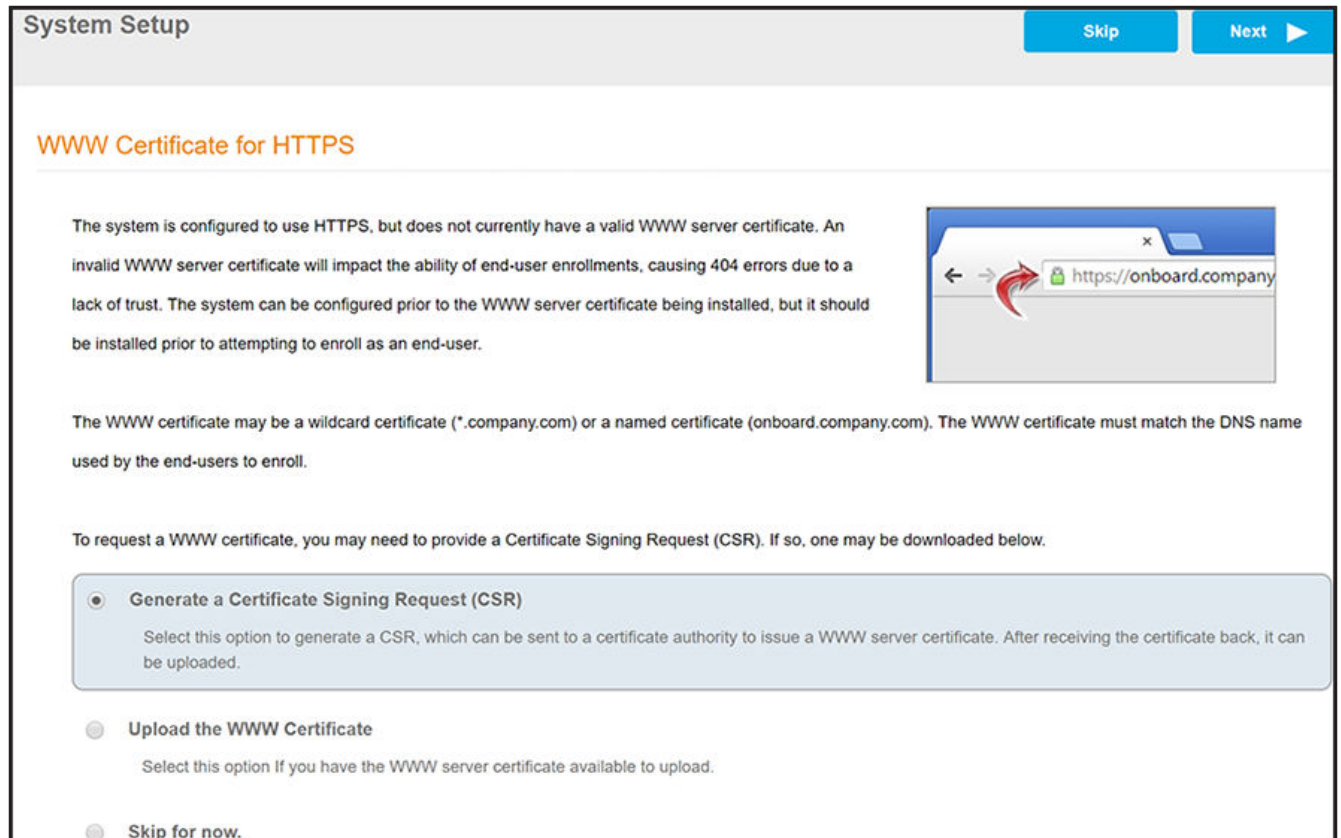 System Setup
Skip
Next
WWW Certificate for HTTPS
The system is configured to use HTTPS, but does not currently have a valid WWW server certificate. An
invalid WWW server certificate will impact the ability of end-user enrollments, causing 404 errors due to a
lack of trust. The system can be configured prior to the WWW server certificate being installed, but it should
be installed prior to attempting to enroll as an end-user.
https://onboard.company
The WWW certificate may be a wildcard certificate (*.company.com) or a named certificate (onboard.company.com). The WWW certificate must match the DNS name
used by the end-users to enroll.
To request a WWW certificate, you may need to provide a Certificate Signing Request (CSR). If so, one may be downloaded below.
Generate a Certificate Signing Request (CSR)
Select this option to generate a CSR, which can be sent to a certificate authority to issue a WWW server certificate. After receiving the certificate back, it can
be uploaded.
Upload the WWW Certificate
Select this option If you have the WWW server certificate available to upload.
Skip for now.